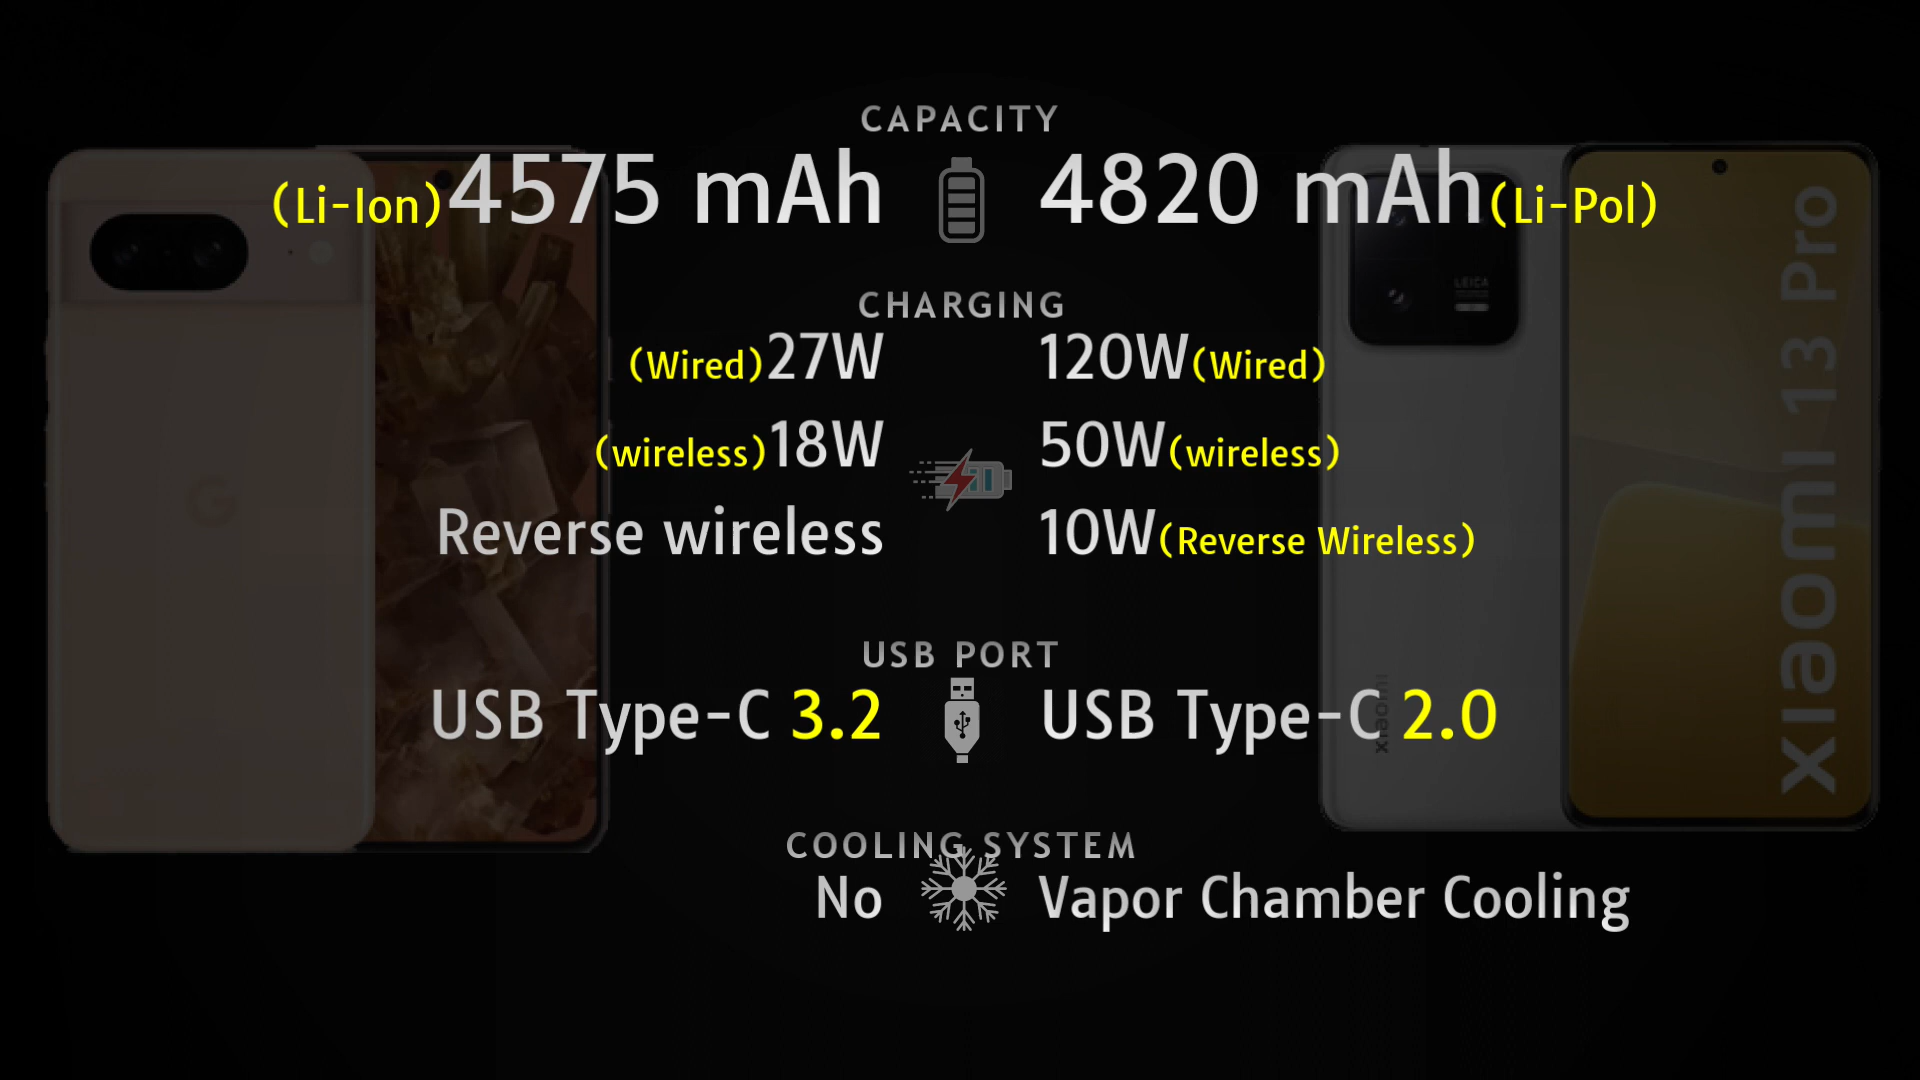 CAPACITY
(Li-Ion) 4575 mAh
4820 mAh (Li-Pol)
CHARGING
(Wired) 27W
120W (Wired)
(wireless) 18W
50W (wireless)
Reverse wireless
10W (Reverse Wireless)
USB PORT
USB Type-C 3.2
USB Type-C 2.0
COOLING SYSTEM
No
Vapor Chamber Cooling
G
LEICA
xiaomi
xiaomi 13 Pro